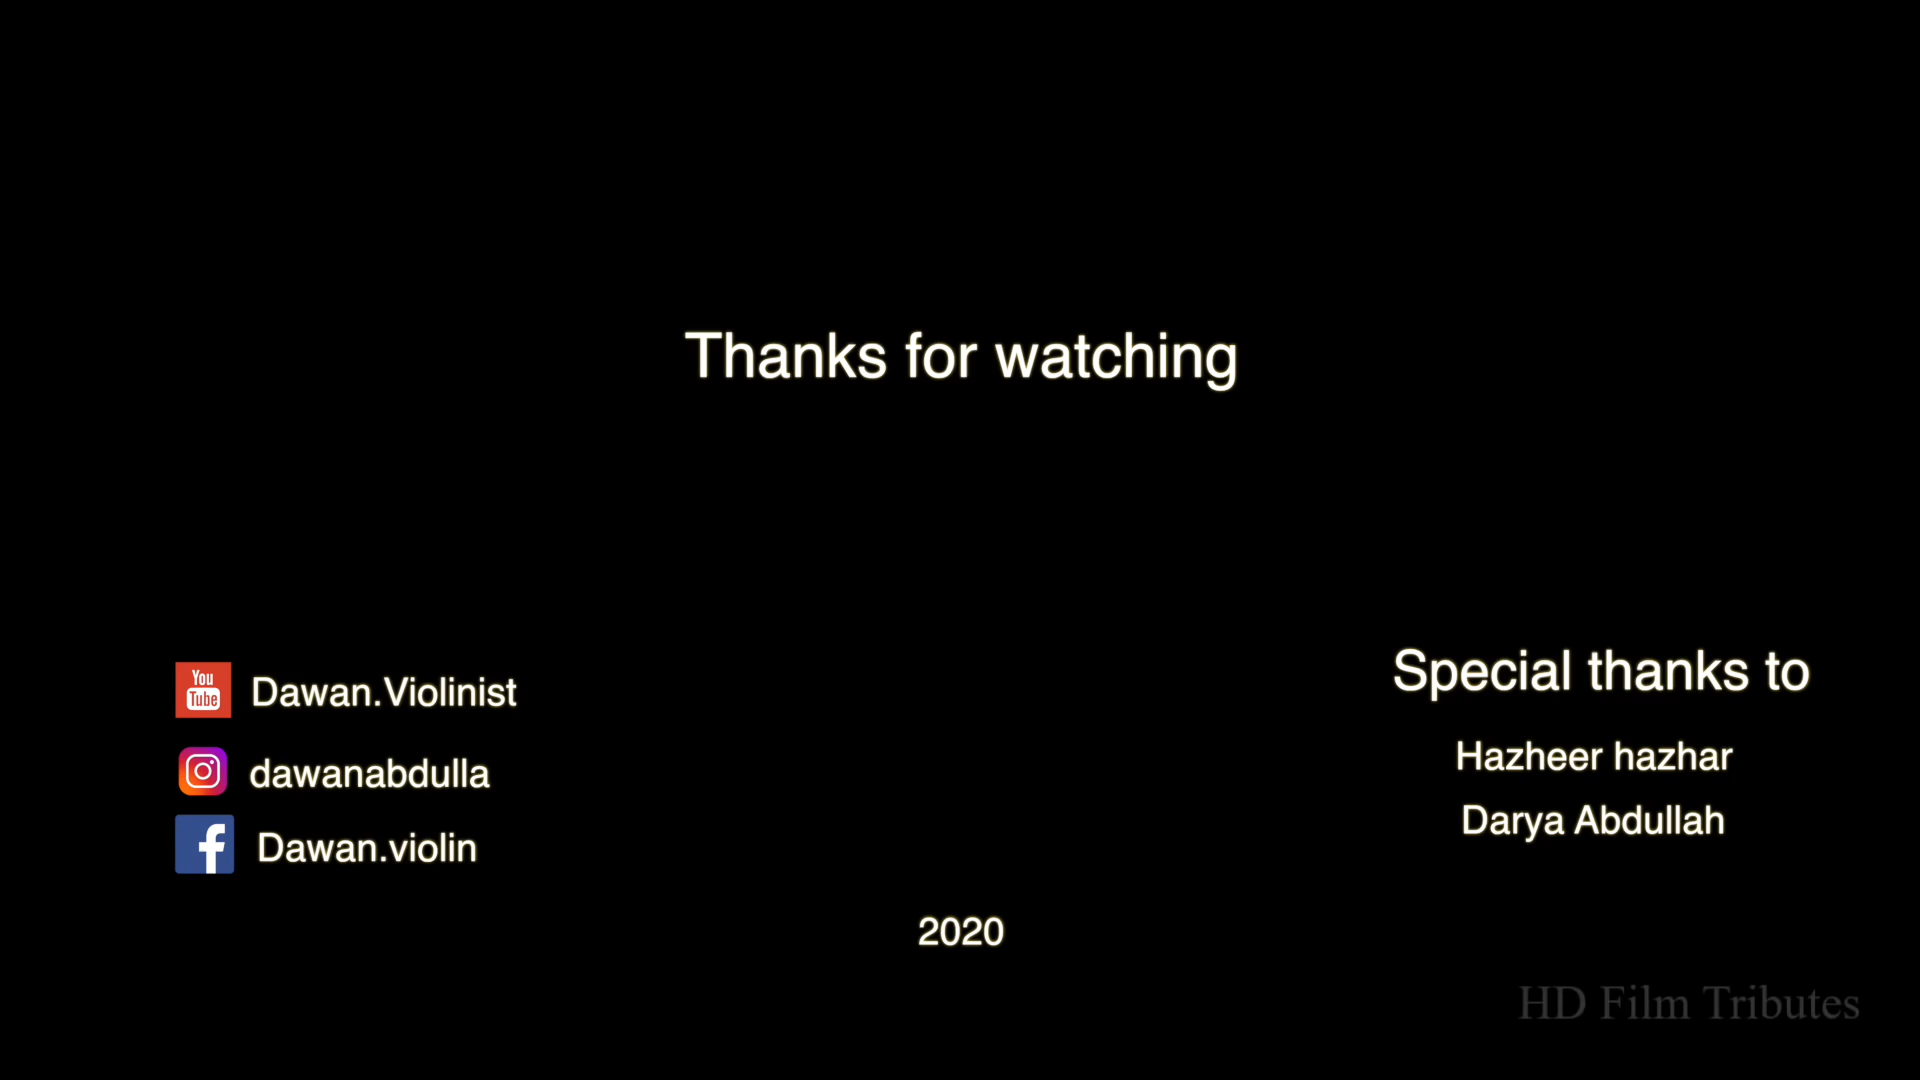 Thanks for watching
You
Tube
Dawan.Violinist
dawanabdulla
Dawan.violin
Special thanks to
Hazheer hazhar
Darya Abdullah
2020
HD Film Tributes